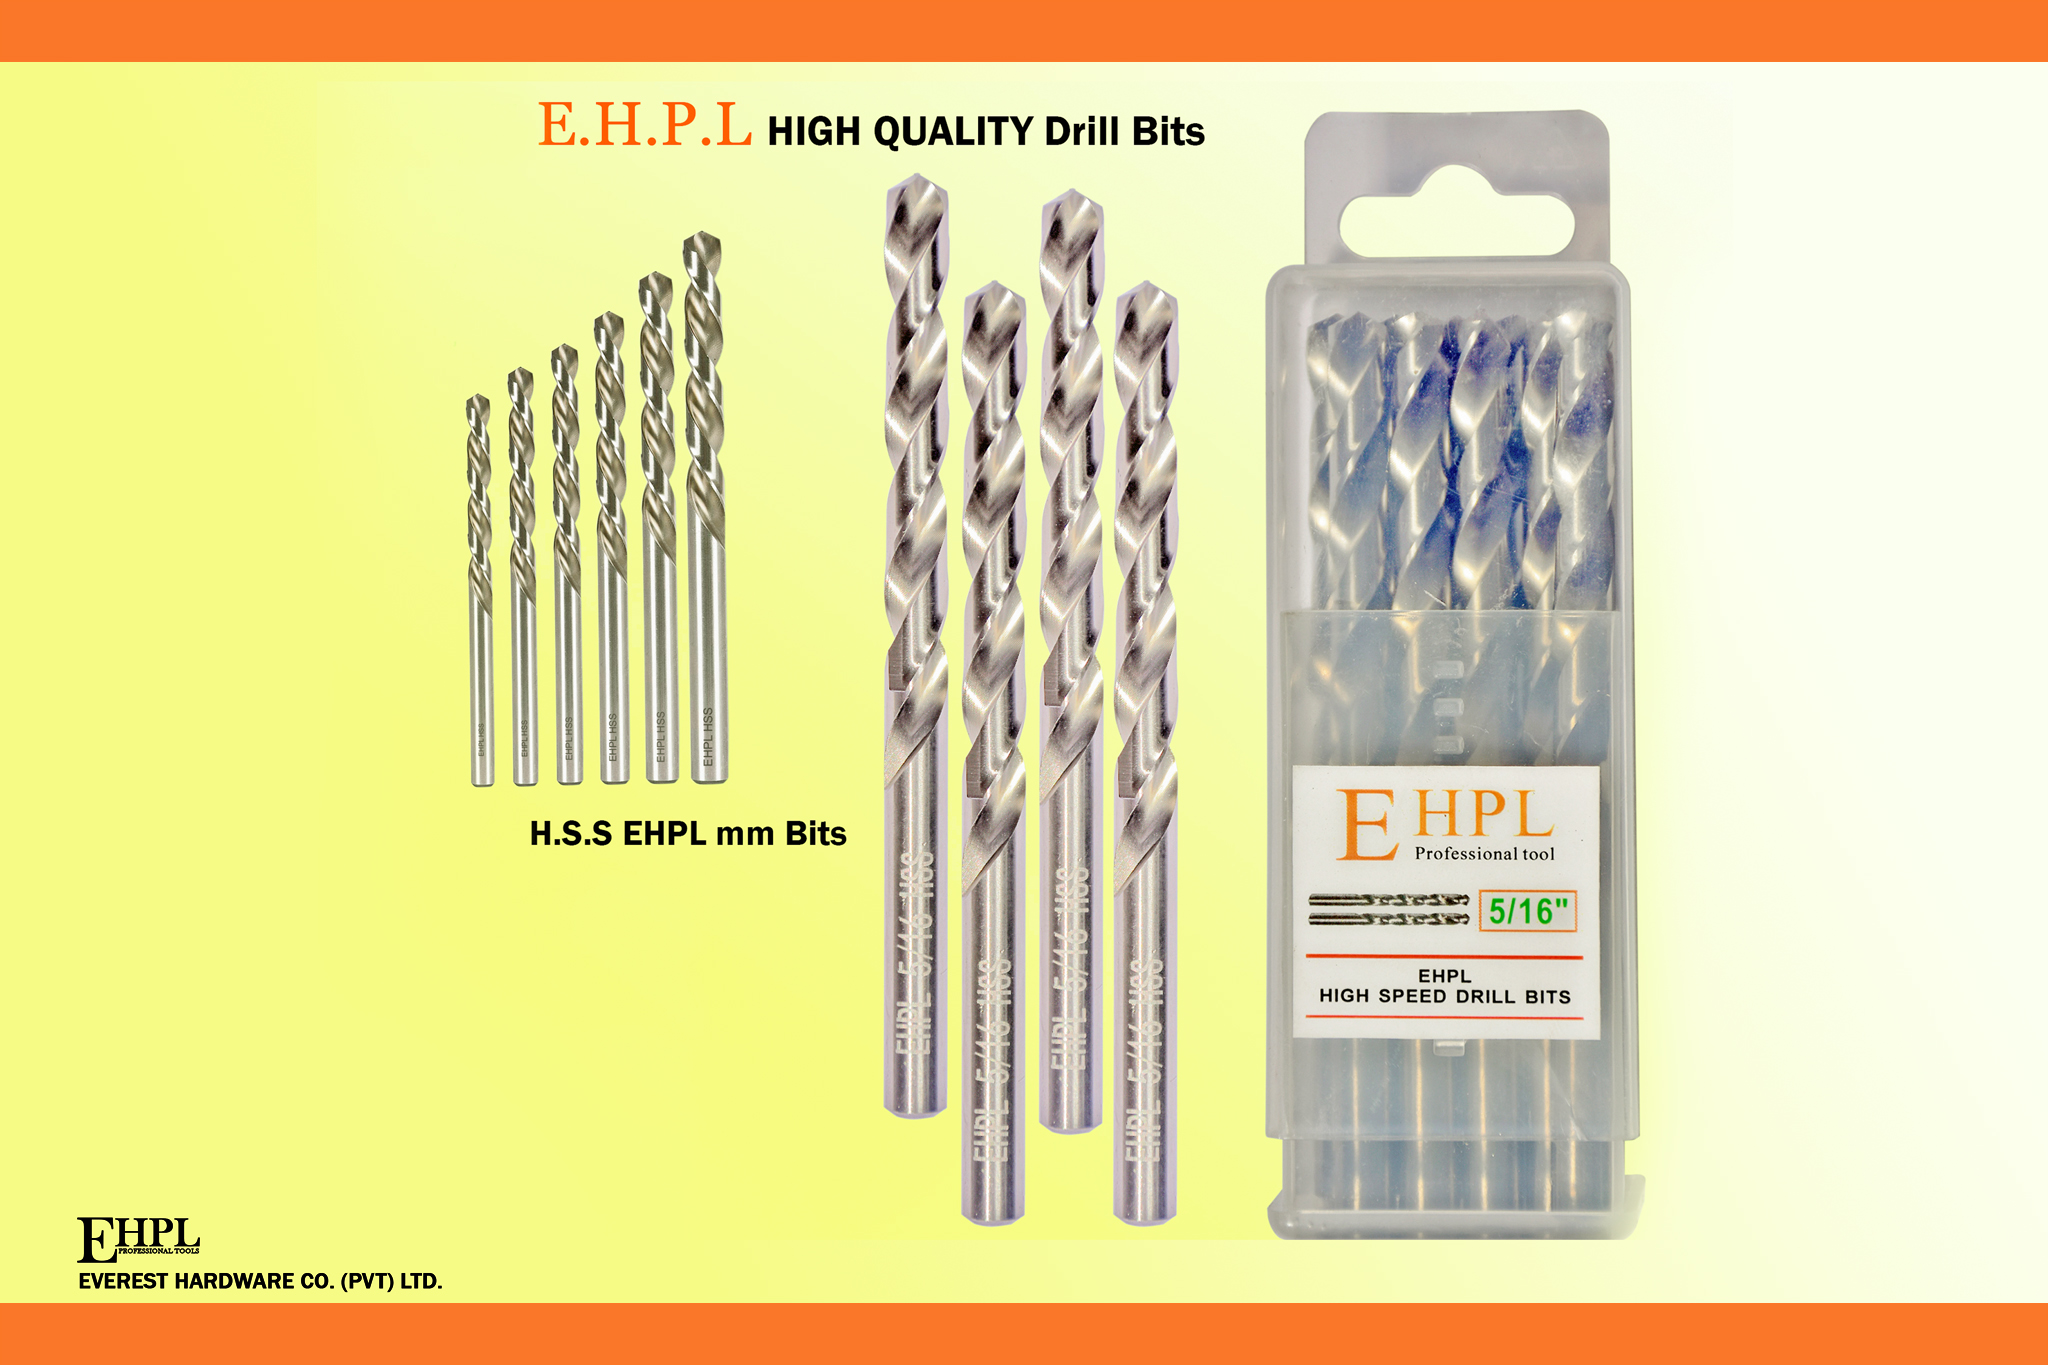 E.H.P.L HIGH QUALITY Drill Bits
EHPL HSS
EHPL HSS
EHPL HSS
EHPL HSS
EHPL HSS
EHPL HSS
H.S.S EHPL mm Bits
EHPL 5/16 HSS
EHPL 5/16 HSS
EHPL 5/16 HSS
EHPL 5/16 HSS
EHPL
Professional tool
5/16"
EHPL
HIGH SPEED DRILL BITS
EHPL
PROFESSIONAL TOOLS
EVEREST HARDWARE CO. (PVT) LTD.